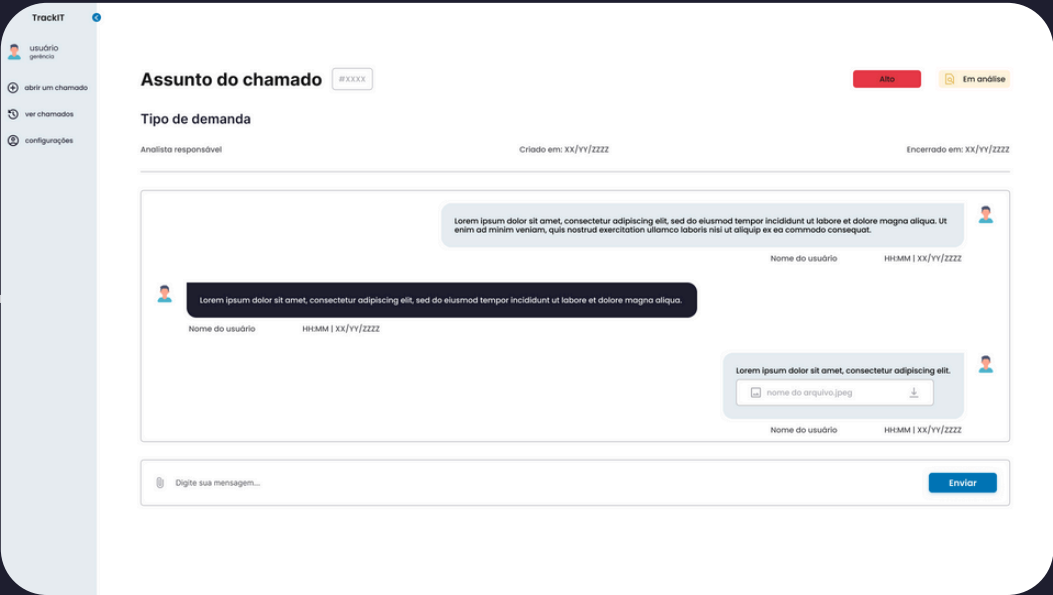 TrackIT
usuário
gerência
abrir um chamado
ver chamados
configurações
Assunto do chamado #XXXX
Alto
Em análise
Tipo de demanda
Analista responsável
Criado em: XX/YY/ZZZZ
Encerrado em: XX/YY/ZZZZ
Lorem ipsum dolor sit amet, consectetur adipiscing elit, sed do eiusmod tempor incididunt ut labore et dolore magna aliqua. Ut
enim ad minim veniam, quis nostrud exercitation ullamco laboris nisi ut aliquip ex ea commodo consequat.
Nome do usuário HH:MM | XX/YY/ZZZZ
Lorem ipsum dolor sit amet, consectetur adipiscing elit, sed do eiusmod tempor incididunt ut labore et dolore magna aliqua.
Nome do usuário HH:MM | XX/YY/ZZZZ
Lorem ipsum dolor sit amet, consectetur adipiscing elit.
nome do arquivo.jpeg
Nome do usuário HH:MM | XX/YY/ZZZZ
Digite sua mensagem...
Enviar